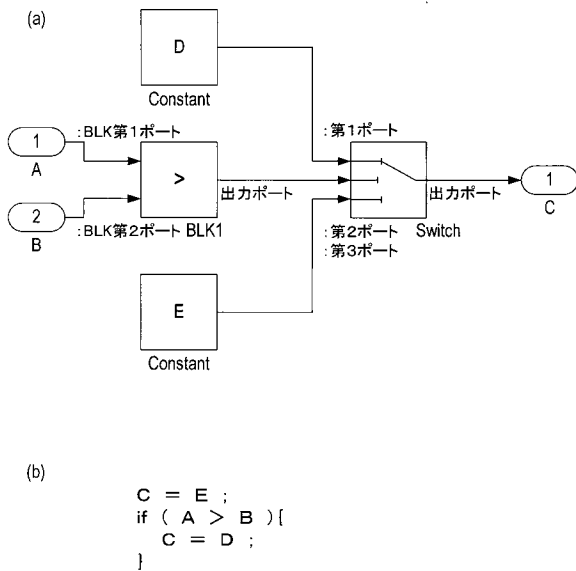 (a)
D
Constant
:BLK第1ポート
:第1ポート
1
A
>
出力ポート
出力ポート
1
C
2
B
:BLK第2ポート
BLK1
:第2ポート
:第3ポート
Switch
E
Constant
(b)
C = E ;
if ( A > B ){
C = D ;
}